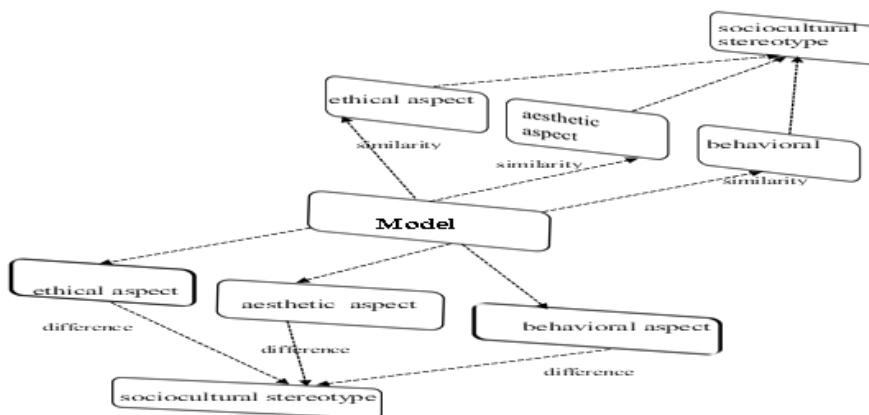 sociocultural
stereotype
ethical aspect
aesthetic
aspect
behavioral
similarity
similarity
similarity
Model
ethical aspect
aesthetic aspect
behavioral aspect
difference
difference
difference
sociocultural stereotype